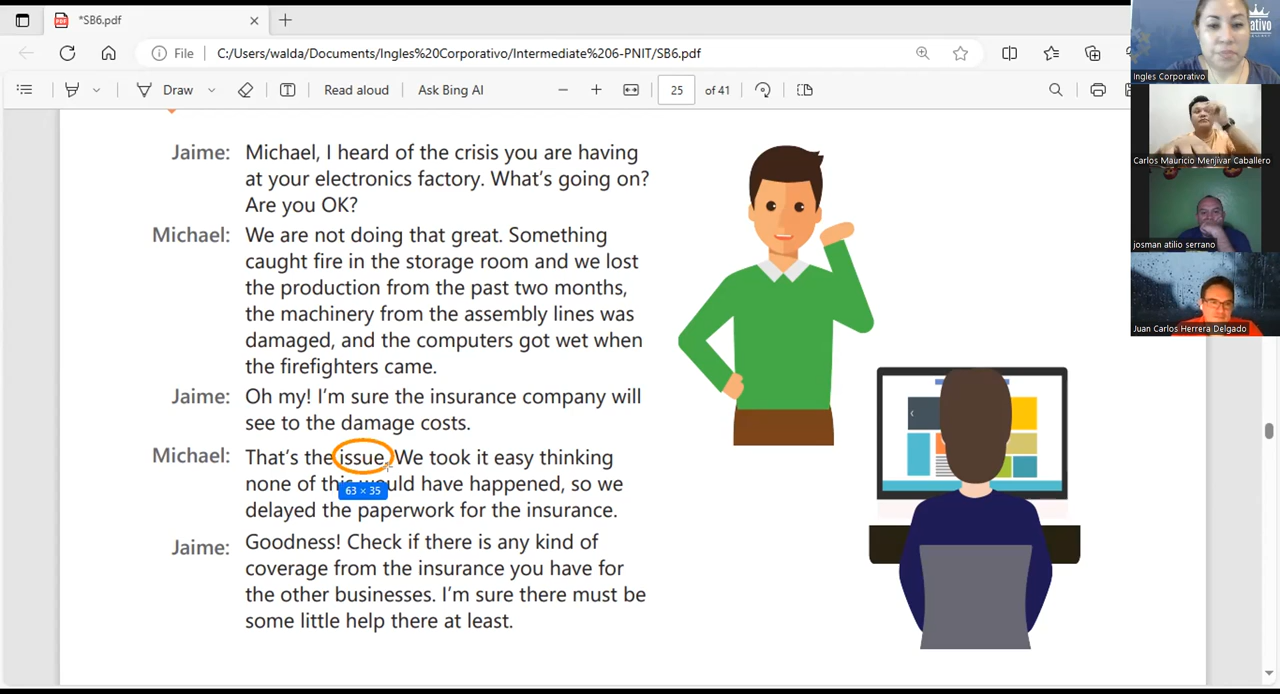 *SB6.pdf
File C:/Users/walda/Documents/Ingles%20Corporativo/Intermediate%206-PNIT/SB6.pdf
Draw Read aloud Ask Bing AI 25 of 41
Jaime: Michael, I heard of the crisis you are having
at your electronics factory. What's going on?
Are you OK?
Michael: We are not doing that great. Something
caught fire in the storage room and we lost
the production from the past two months,
the machinery from the assembly lines was
damaged, and the computers got wet when
the firefighters came.
Jaime: Oh my! I'm sure the insurance company will
see to the damage costs.
Michael: That's the issue. We took it easy thinking
none of this would have happened, so we
63 × 35
delayed the paperwork for the insurance.
Jaime: Goodness! Check if there is any kind of
coverage from the insurance you have for
the other businesses. I'm sure there must be
some little help there at least.
ativo
Ingles Corporativo
Carlos Mauricio Menjivar Caballero
josman atilio serrano
Juan Carlos Herrera Delgado